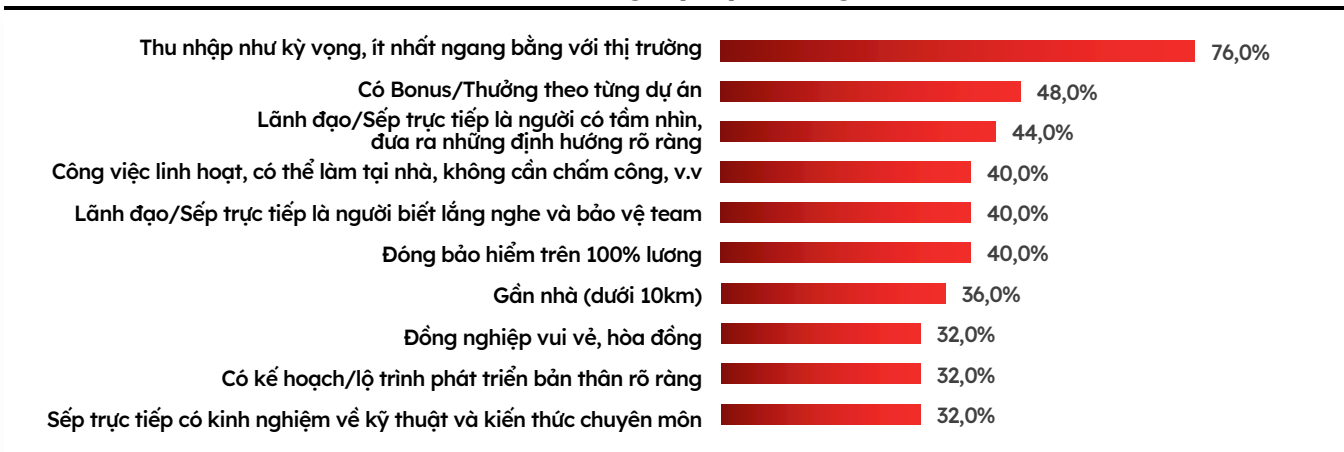 Thu nhập như kỳ vọng, ít nhất ngang bằng với thị trường
76,0%
Có Bonus/Thưởng theo từng dự án
48,0%
Lãnh đạo/Sếp trực tiếp là người có tầm nhìn,
đưa ra những định hướng rõ ràng
44,0%
Công việc linh hoạt, có thể làm tại nhà, không cần chấm công, v.v
40,0%
Lãnh đạo/Sếp trực tiếp là người biết lắng nghe và bảo vệ team
40,0%
Đóng bảo hiểm trên 100% lương
40,0%
Gần nhà (dưới 10km)
36,0%
Đồng nghiệp vui vẻ, hòa đồng
32,0%
Có kế hoạch/lộ trình phát triển bản thân rõ ràng
32,0%
Sếp trực tiếp có kinh nghiệm về kỹ thuật và kiến thức chuyên môn
32,0%